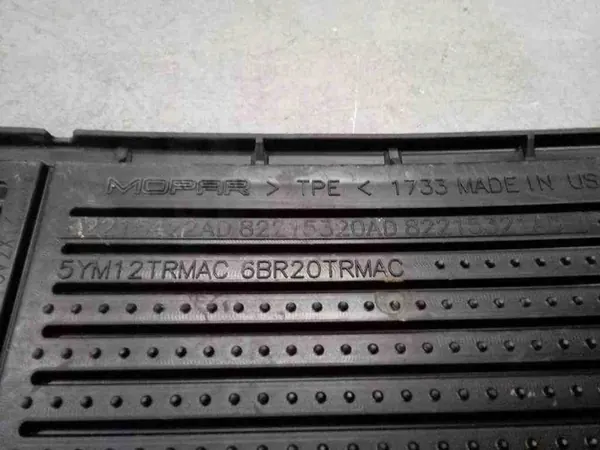 MOPAR > TPE < 1733 MADE IN US
82215320AD
5YM12TRMAC 6BR20TRMAC